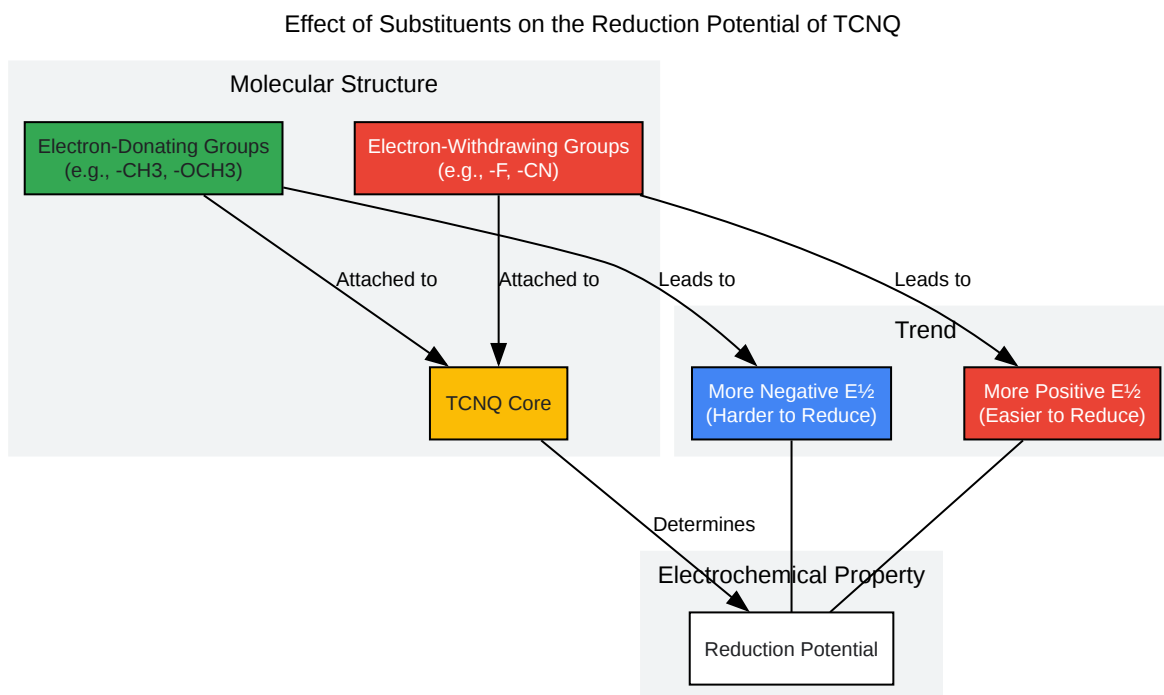 Effect of Substituents on the Reduction Potential of TCNQ
Molecular Structure
Electron-Donating Groups
(e.g., -CH3, -OCH3)
Electron-Withdrawing Groups
(e.g., -F, -CN)
Attached to
Attached to
Leads to
Leads to
Trend
TCNQ Core
More Negative E½
(Harder to Reduce)
More Positive E½
(Easier to Reduce)
Determines
Electrochemical Property
Reduction Potential